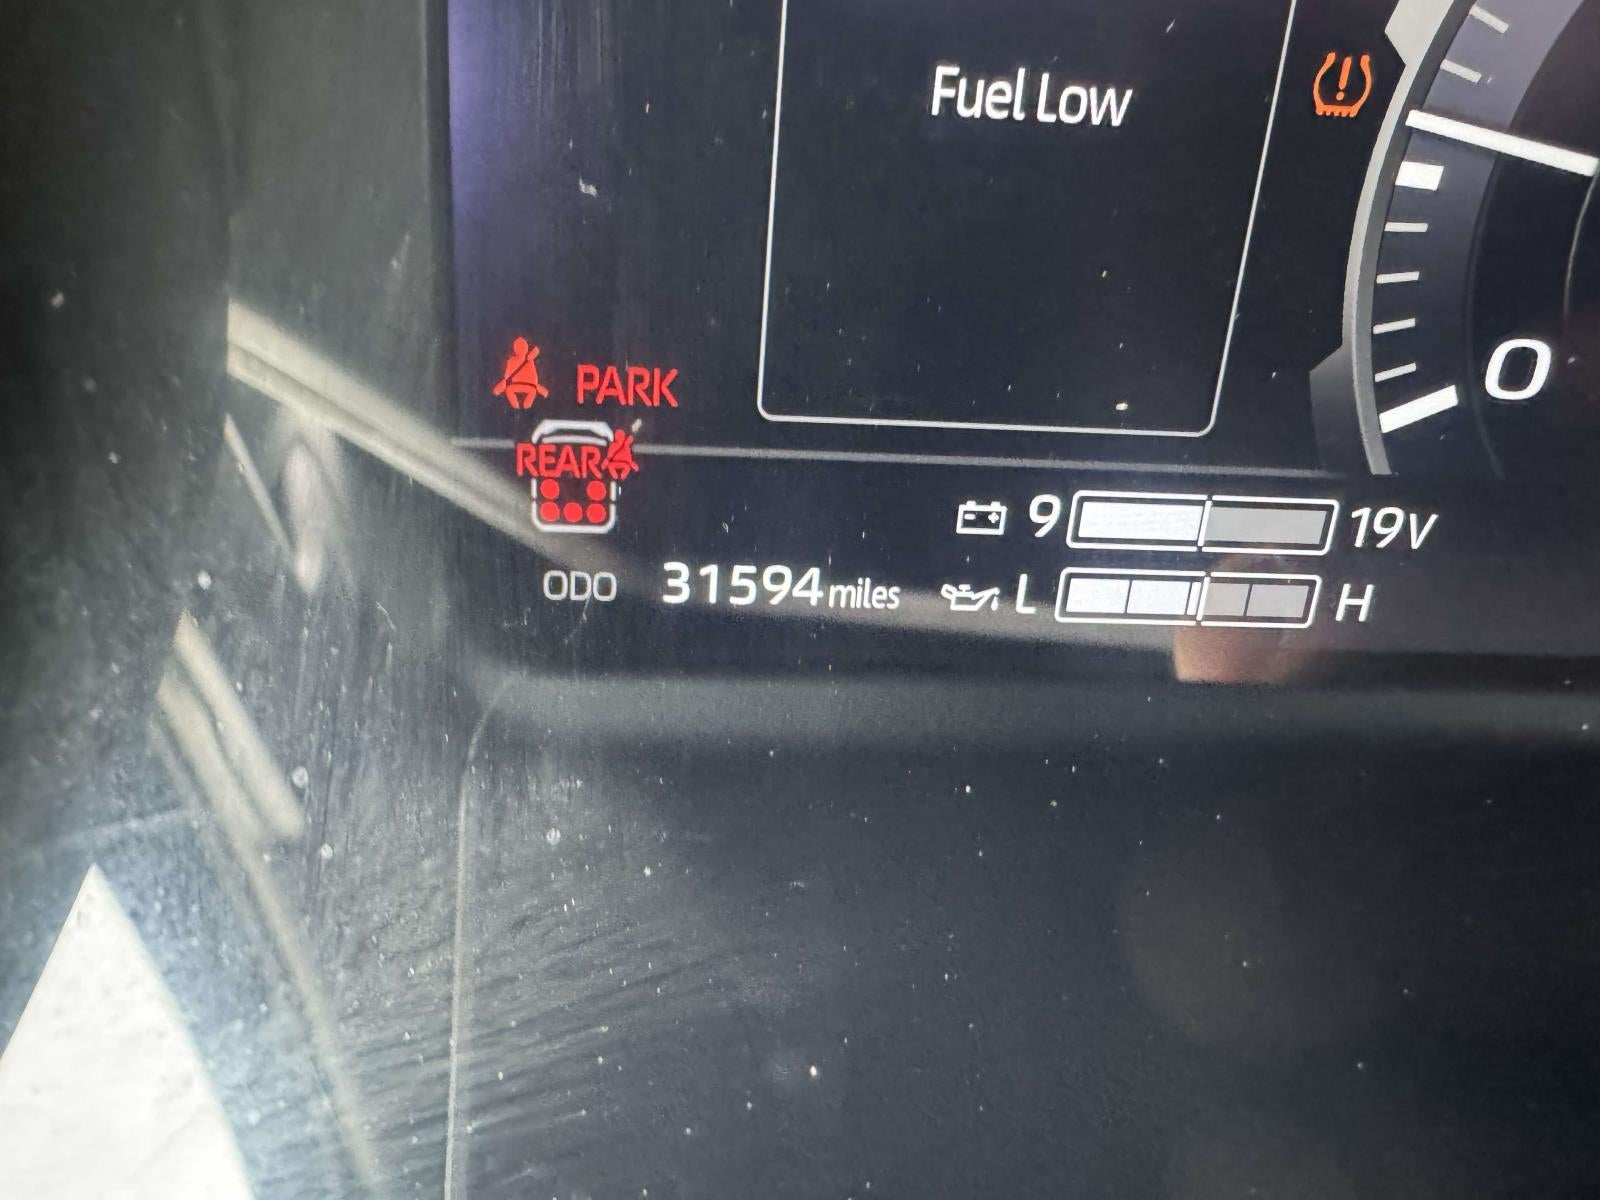 Fuel Low
PARK
REAR
0
9 19V
ODO 31594 miles L H